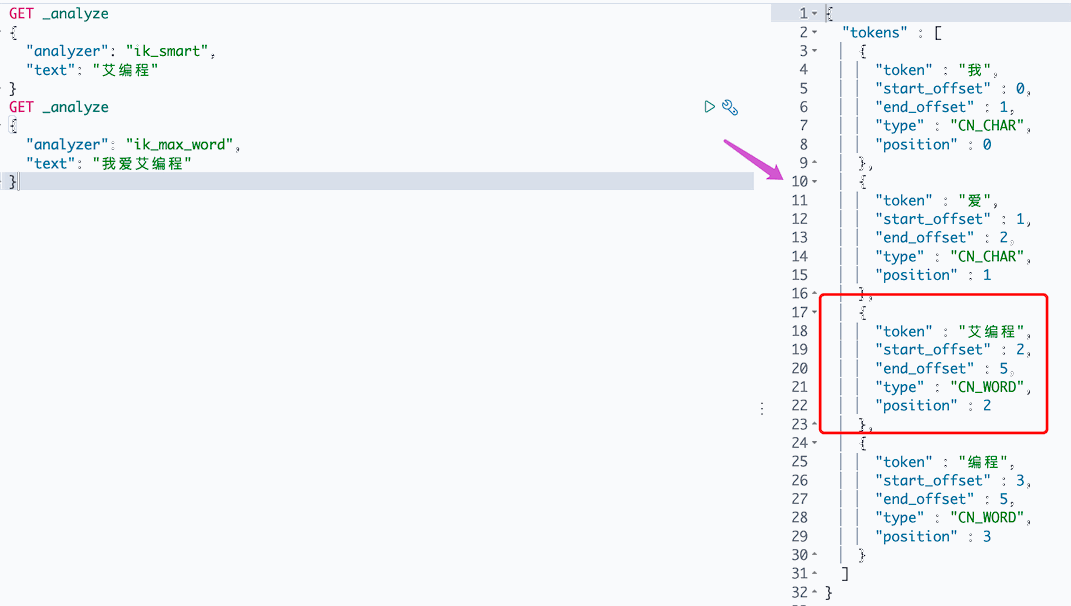 GET _analyze
{
  "analyzer": "ik_smart",
  "text": "艾编程"
}
GET _analyze
{
  "analyzer": "ik_max_word",
  "text": "我爱艾编程"
}
1 {
2   "tokens" : [
3     {
4       "token" : "我",
5       "start_offset" : 0,
6       "end_offset" : 1,
7       "type" : "CN_CHAR",
8       "position" : 0
9     },
10     {
11       "token" : "爱",
12       "start_offset" : 1,
13       "end_offset" : 2,
14       "type" : "CN_CHAR",
15       "position" : 1
16     },
17     {
18       "token" : "艾编程",
19       "start_offset" : 2,
20       "end_offset" : 5,
21       "type" : "CN_WORD",
22       "position" : 2
23     },
24     {
25       "token" : "编程",
26       "start_offset" : 3,
27       "end_offset" : 5,
28       "type" : "CN_WORD",
29       "position" : 3
30     }
31   ]
32 }